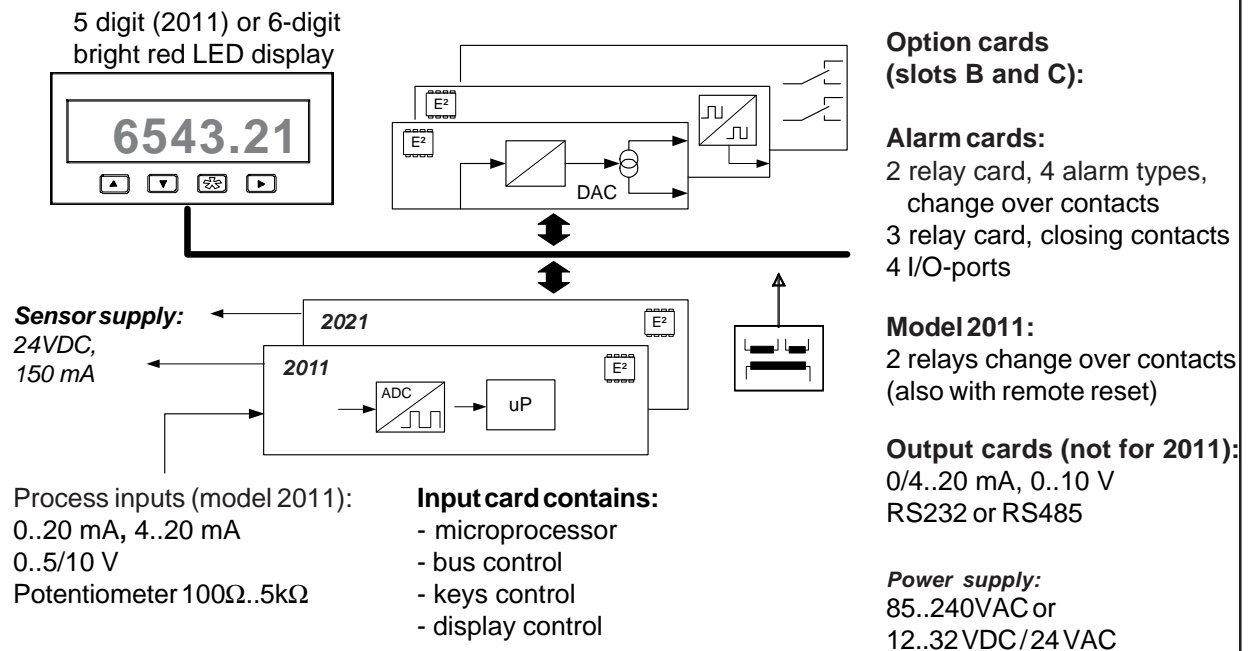 5 digit (2011) or 6-digit
bright red LED display
6543.21
E²
E²
DAC
Sensor supply:
24VDC,
150 mA
2021
E²
2011
E²
ADC
uP
Process inputs (model 2011):
0..20 mA, 4..20 mA
0..5/10 V
Potentiometer 100Ω..5kΩ
Input card contains:
- microprocessor
- bus control
- keys control
- display control
Option cards
(slots B and C):
Alarm cards:
2 relay card, 4 alarm types,
change over contacts
3 relay card, closing contacts
4 I/O-ports
Model 2011:
2 relays change over contacts
(also with remote reset)
Output cards (not for 2011):
0/4..20 mA, 0..10 V
RS232 or RS485
Power supply:
85..240VAC or
12..32 VDC / 24 VAC